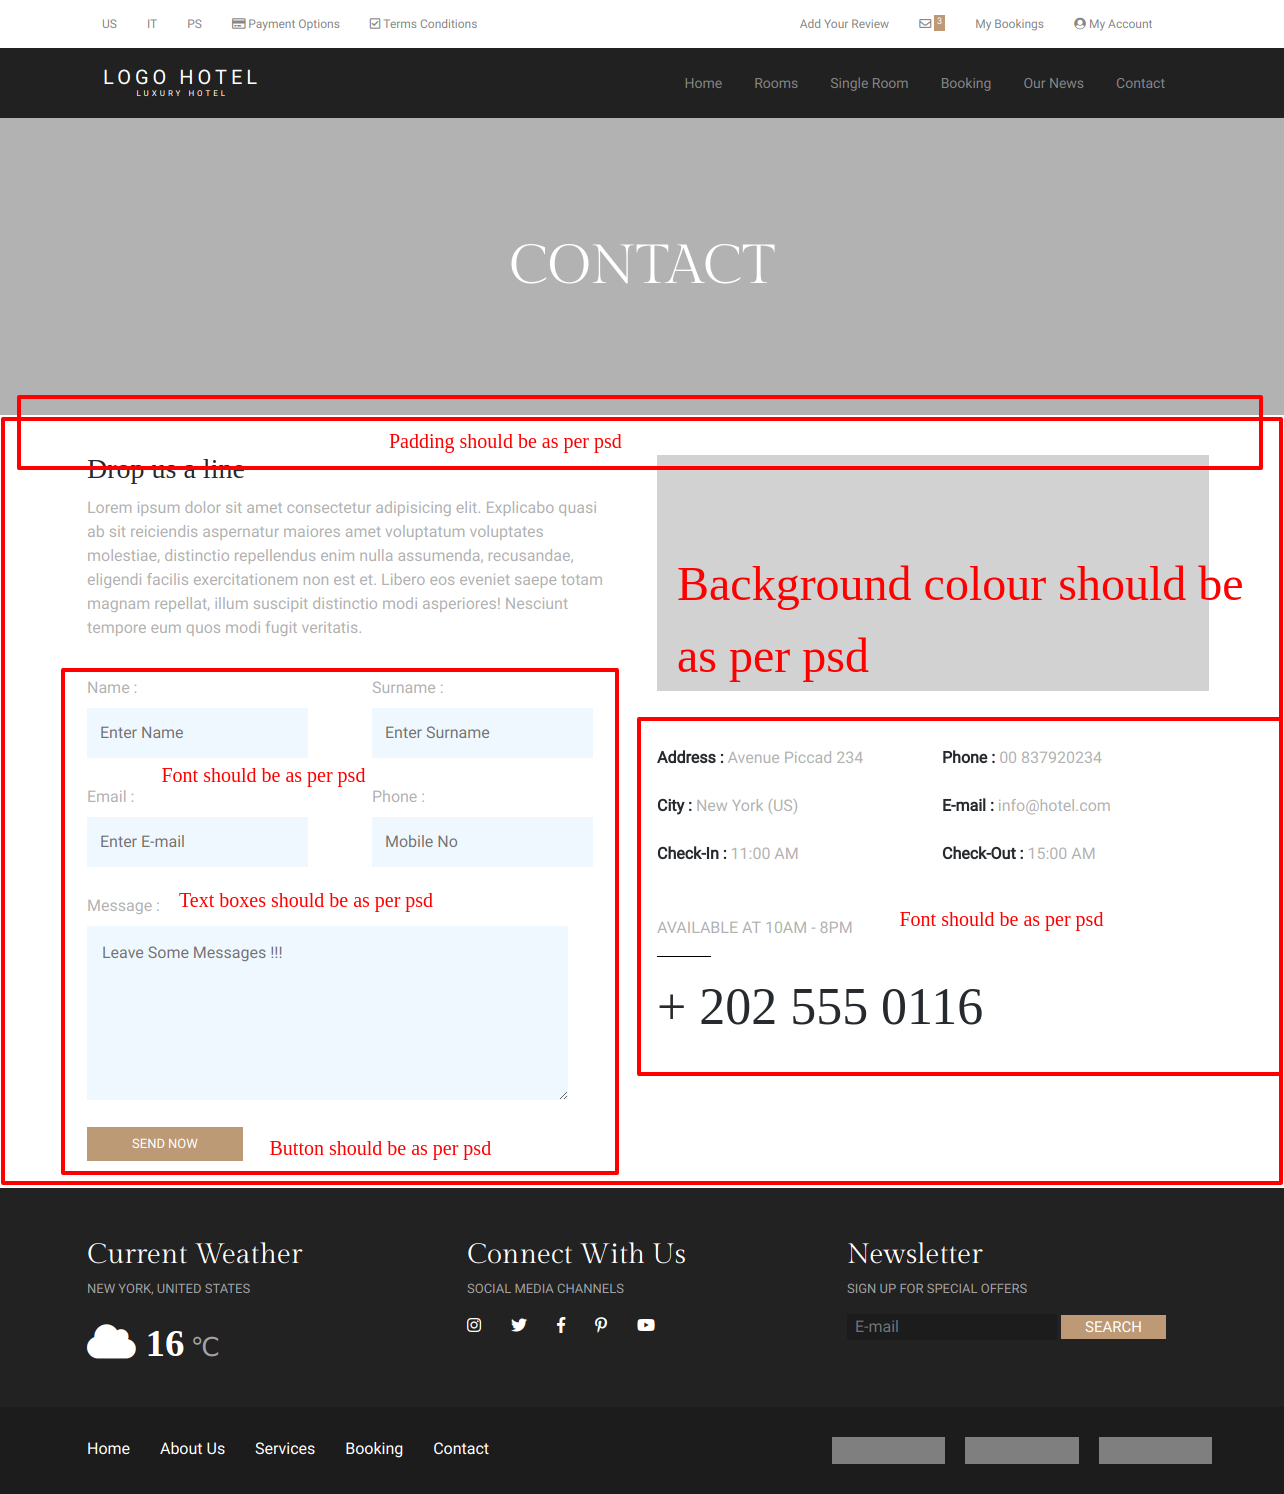 US IT PS Payment Options Terms Conditions Add Your Review 3 My Bookings My Account
LOGO HOTEL
LUXURY HOTEL
Home Rooms Single Room Booking Our News Contact
CONTACT
Padding should be as per psd
Drop us a line
Lorem ipsum dolor sit amet consectetur adipisicing elit. Explicabo quasi
ab sit reiciendis aspernatur maiores amet voluptatum voluptates
molestiae, distinctio repellendus enim nulla assumenda, recusandae,
eligendi facilis exercitationem non est et. Libero eos eveniet saepe totam
magnam repellat, illum suscipit distinctio modi asperiores! Nesciunt
tempore eum quos modi fugit veritatis.
Name : Surname :
Enter Name Enter Surname
Font should be as per psd
Email : Phone :
Enter E-mail Mobile No
Message : Text boxes should be as per psd
Leave Some Messages !!!
SEND NOW Button should be as per psd
Background colour should be
as per psd
Address : Avenue Piccad 234 Phone : 00 837920234
City : New York (US) E-mail : info@hotel.com
Check-In : 11:00 AM Check-Out : 15:00 AM
AVAILABLE AT 10AM - 8PM Font should be as per psd
+ 202 555 0116
Current Weather Connect With Us Newsletter
NEW YORK, UNITED STATES SOCIAL MEDIA CHANNELS SIGN UP FOR SPECIAL OFFERS
16 °C E-mail SEARCH
Home About Us Services Booking Contact